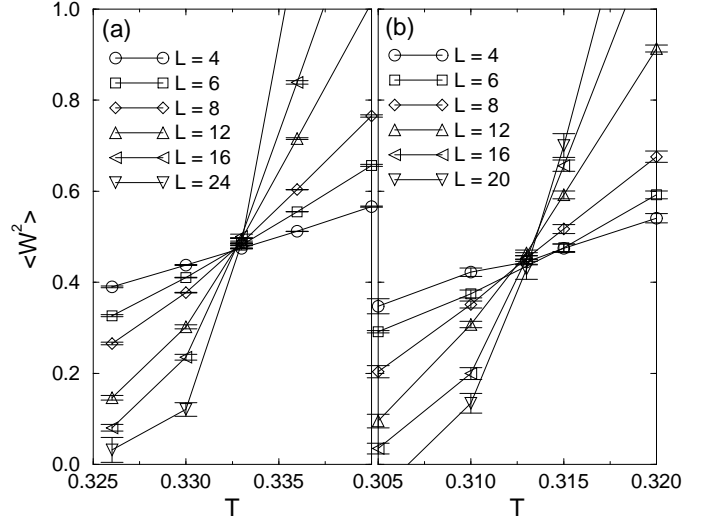 (a)
(b)
1.0
0.8
0.6
0.4
0.2
0.0
<W²>
L = 4
L = 6
L = 8
L = 12
L = 16
L = 24
L = 4
L = 6
L = 8
L = 12
L = 16
L = 20
0.325 0.330 0.335 0.305 0.310 0.315 0.320
T T